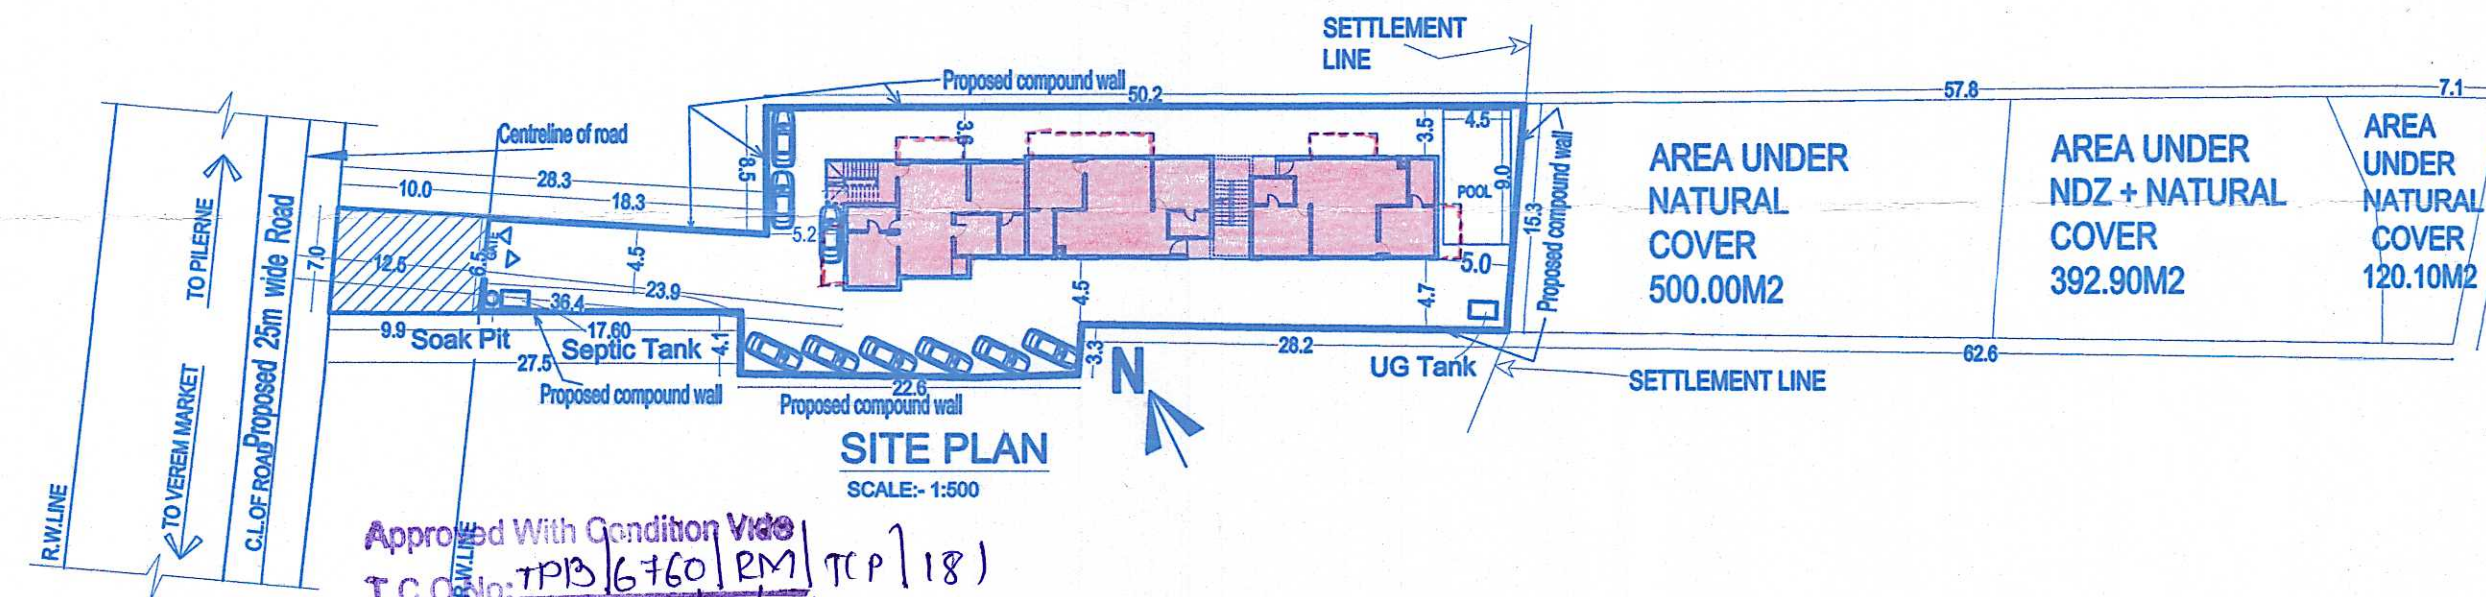 SETTLEMENT
LINE
Proposed compound wall
50.2
57.8
7.1
Centreline of road
28.3
10.0
18.3
8.5
3.5
4.5
POOL
9.0
15.3
Proposed compound wall
AREA UNDER
NATURAL
COVER
500.00M2
AREA UNDER
NDZ + NATURAL
COVER
392.90M2
AREA
UNDER
NATURAL
COVER
120.10M2
TO PILERNE
Proposed 25m wide Road
7.0
12.5
6.5
GATE
4.5
5.2
5.0
4.5
4.7
36.4
23.9
9.9
Soak Pit
17.60
Septic Tank
4.1
27.5
Proposed compound wall
22.6
Proposed compound wall
3.3
N
28.2
UG Tank
62.6
SETTLEMENT LINE
SITE PLAN
SCALE:- 1:500
R.W.LINE
TO VEREM MARKET
C.L.OF ROAD
R.W.LINE
Approved With Condition Vide
TPB/6760/RM/TCP/18/